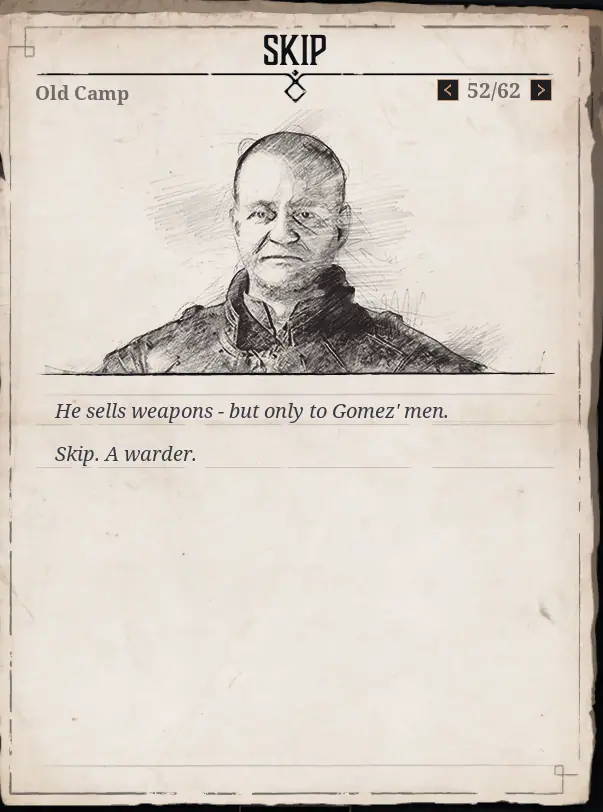 SKIP
Old Camp
52/62
He sells weapons - but only to Gomez' men.
Skip. A warder.